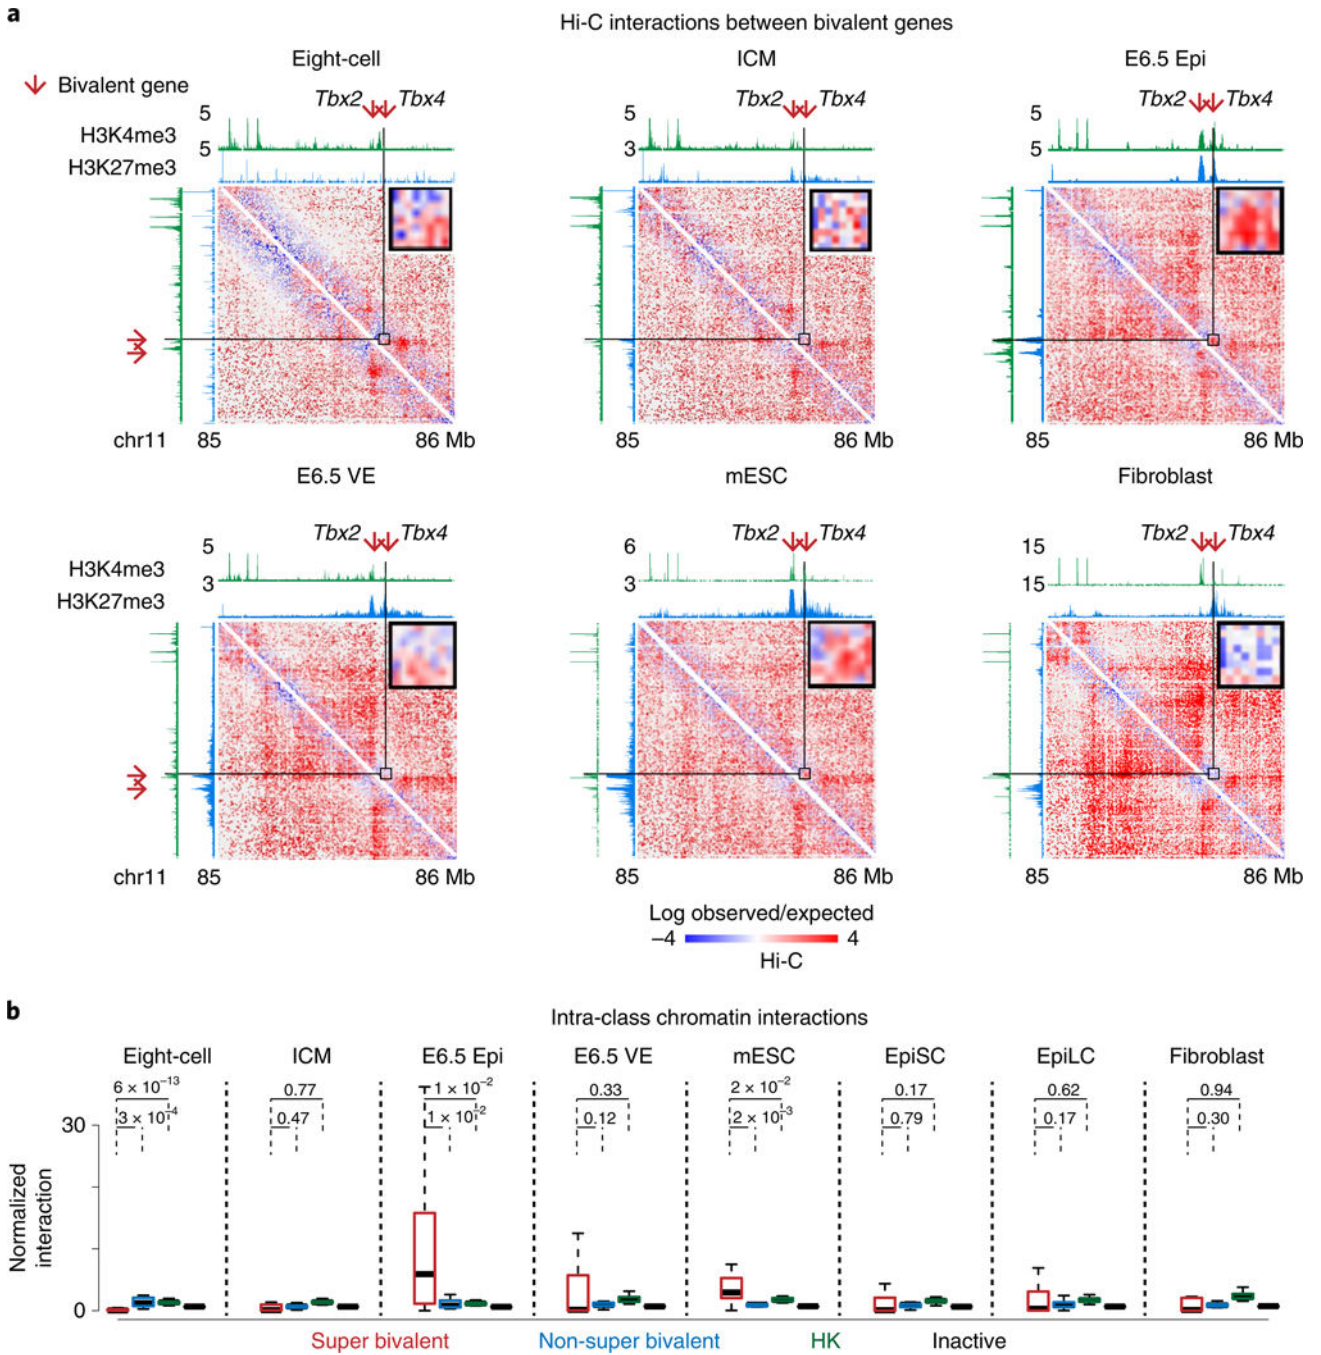 a
Hi-C interactions between bivalent genes
Eight-cell ICM E6.5 Epi
Bivalent gene
Tbx2 Tbx4 Tbx2 Tbx4 Tbx2 Tbx4
H3K4me3 5 5 5
H3K27me3 5 3 5
chr11 85 86 Mb 85 86 Mb 85 86 Mb
E6.5 VE mESC Fibroblast
Tbx2 Tbx4 Tbx2 Tbx4 Tbx2 Tbx4
H3K4me3 5 6 15
H3K27me3 3 3 15
chr11 85 86 Mb 85 86 Mb 85 86 Mb
Log observed/expected
−4 4
Hi-C
b
Intra-class chromatin interactions
Eight-cell ICM E6.5 Epi E6.5 VE mESC EpiSC EpiLC Fibroblast
6 × 10−13 0.77 1 × 10−2 0.33 2 × 10−2 0.17 0.62 0.94
3 × 10−4 0.47 1 × 10−2 0.12 2 × 10−3 0.79 0.17 0.30
30
Normalized
interaction
0
Super bivalent Non-super bivalent HK Inactive